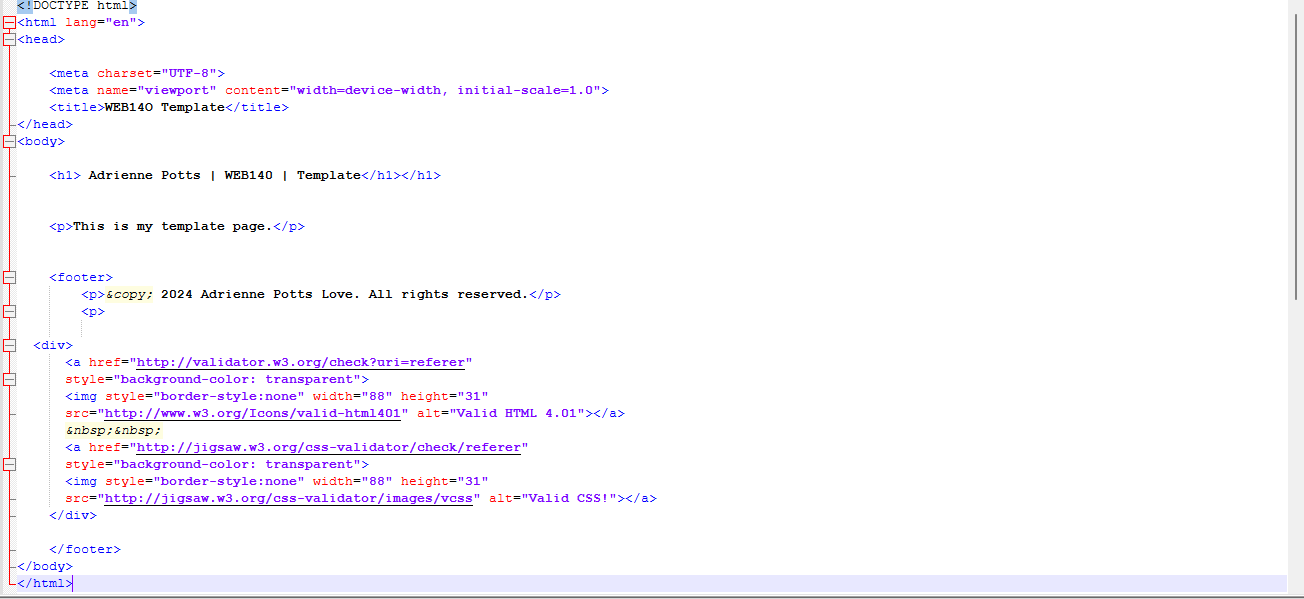 <!DOCTYPE html>
<html lang="en">
<head>
<meta charset="UTF-8">
<meta name="viewport" content="width=device-width, initial-scale=1.0">
<title>WEB14O Template</title>
</head>
<body>
<h1> Adrienne Potts | WEB140 | Template</h1></h1>
<p>This is my template page.</p>
<footer>
<p>&copy; 2024 Adrienne Potts Love. All rights reserved.</p>
<p>
<div>
<a href="http://validator.w3.org/check?uri=referer"
style="background-color: transparent">
<img style="border-style:none" width="88" height="31"
src="http://www.w3.org/Icons/valid-html401" alt="Valid HTML 4.01"></a>
&nbsp;&nbsp;
<a href="http://jigsaw.w3.org/css-validator/check/referer"
style="background-color: transparent">
<img style="border-style:none" width="88" height="31"
src="http://jigsaw.w3.org/css-validator/images/vcss" alt="Valid CSS!"></a>
</div>
</footer>
</body>
</html>